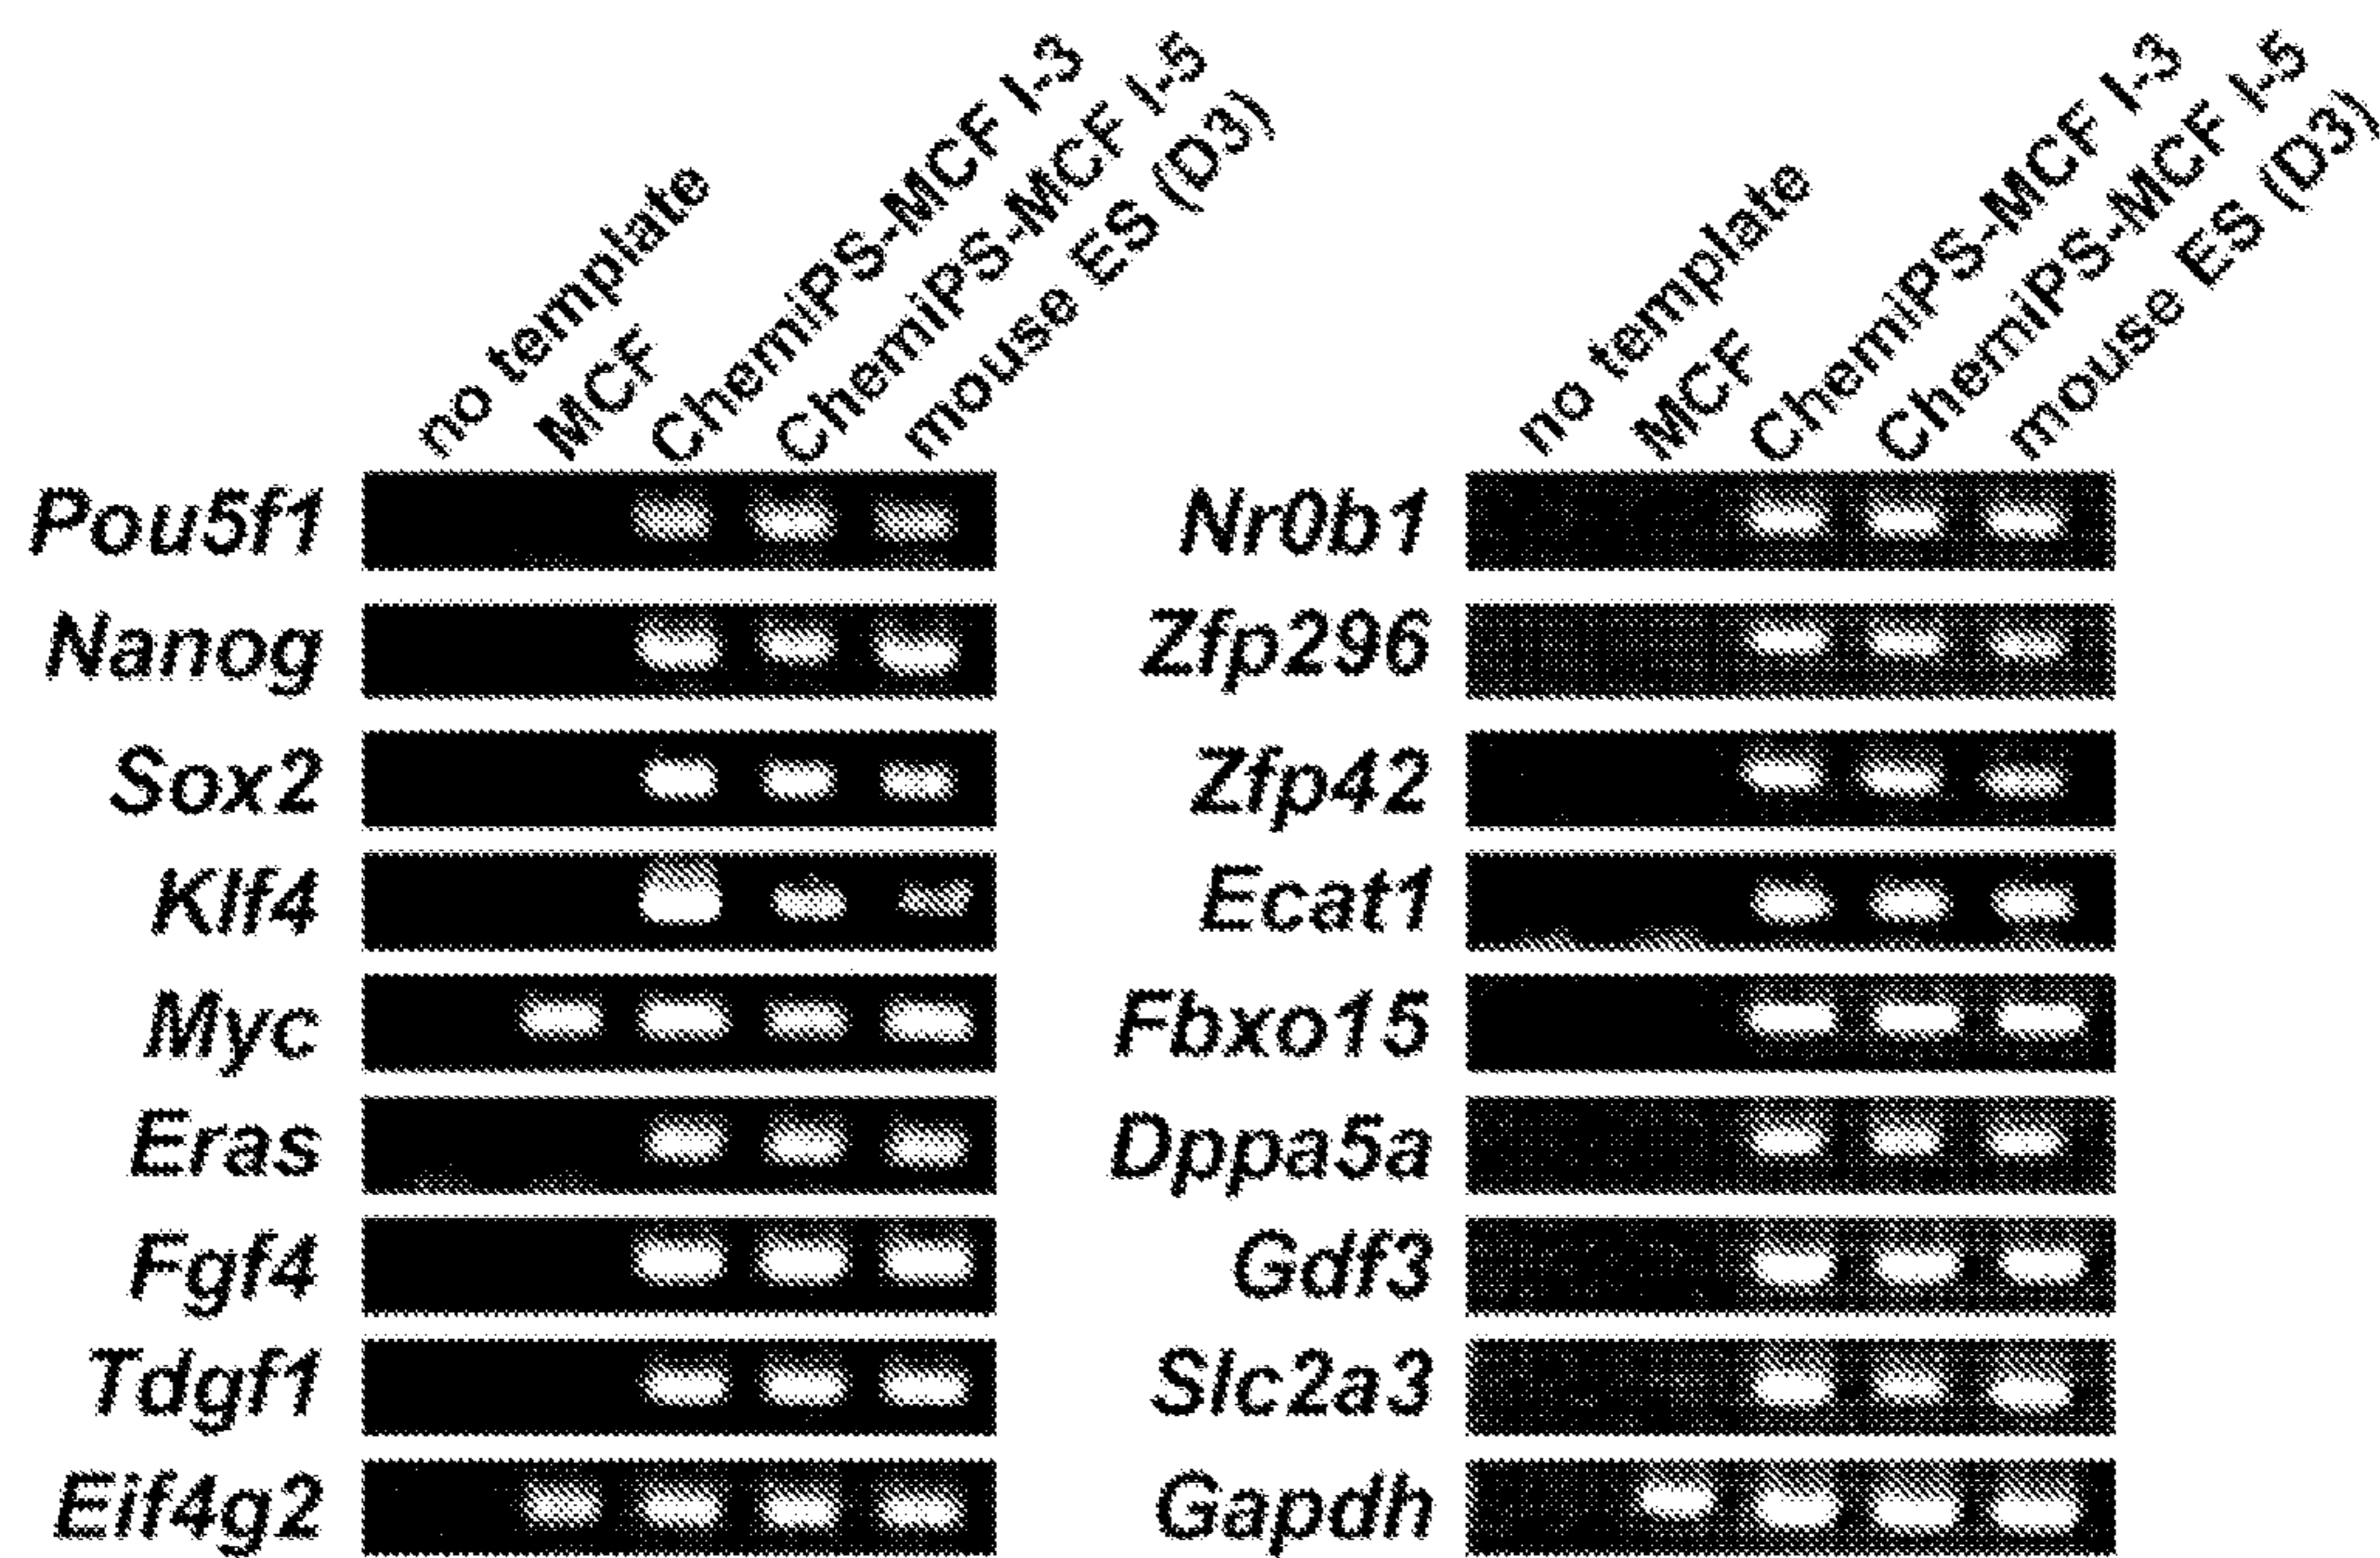 no template
MCF
ChemiPS-MCF I-3
ChemiPS-MCF I-5
mouse ES (D3)
Pou5f1
Nanog
Sox2
Klf4
Myc
Eras
Fgf4
Tdgf1
Eif4g2
no template
MCF
ChemiPS-MCF I-3
ChemiPS-MCF I-5
mouse ES (D3)
Nr0b1
Zfp296
Zfp42
Ecat1
Fbxo15
Dppa5a
Gdf3
Slc2a3
Gapdh